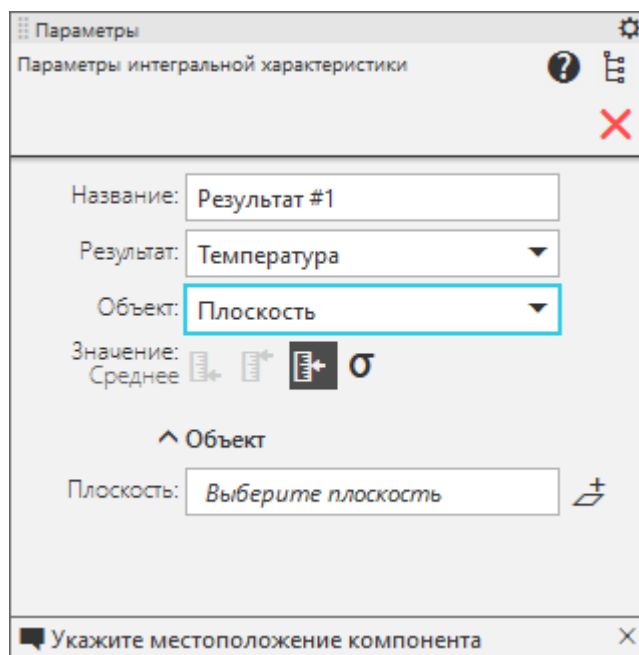 Параметры
Параметры интегральной характеристики
Название: Результат #1
Результат: Температура
Объект: Плоскость
Значение:
Среднее σ
Объект
Плоскость: Выберите плоскость
Укажите местоположение компонента